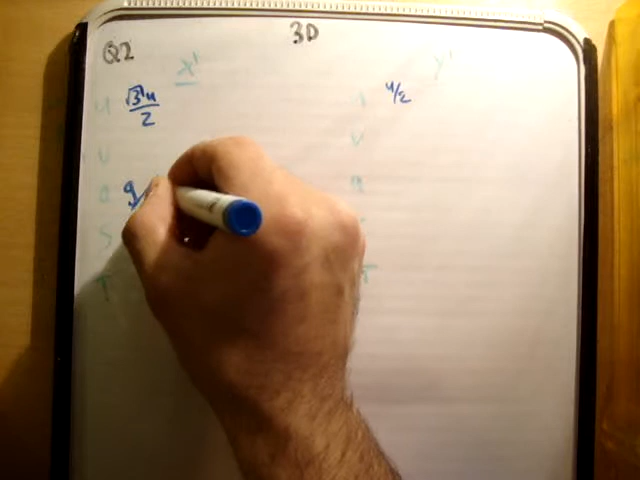 3D
Q2
x' y'
u √3u/2 u/2
v v
a g/ a
S
T T